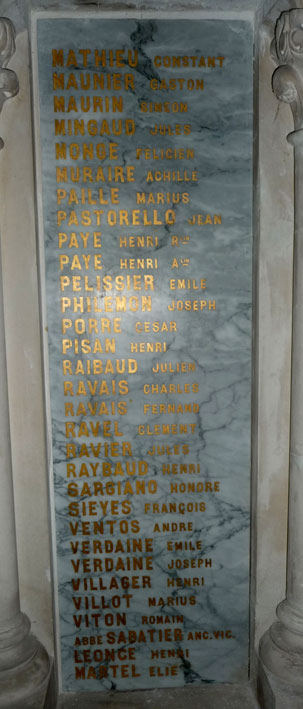 MATHIEU CONSTANT
MAUNIER GASTON
MAURIN SIMEON
MINGAUD JULES
MONGE FELICIEN
MURAIRE ACHILLE
PAILLE MARIUS
PASTORELLO JEAN
PAYE HENRI Rd
PAYE HENRI Ain
PELISSIER EMILE
PHILEMON JOSEPH
PORRE CESAR
PISAN HENRI
RAIBAUD JULIEN
RAVAIS CHARLES
RAVAIS FERNAND
RAVEL CLEMENT
RAVIER JULES
RAYBAUD HENRI
SARGIANO HONORE
SIEYES FRANÇOIS
VENTOS ANDRE
VERDAINE EMILE
VERDAINE JOSEPH
VILLAGER HENRI
VILLOT MARIUS
VITON ROMAIN
ABBE SABATIER ANC. VIC.
LEONCE HENRI
MARTEL ELIE